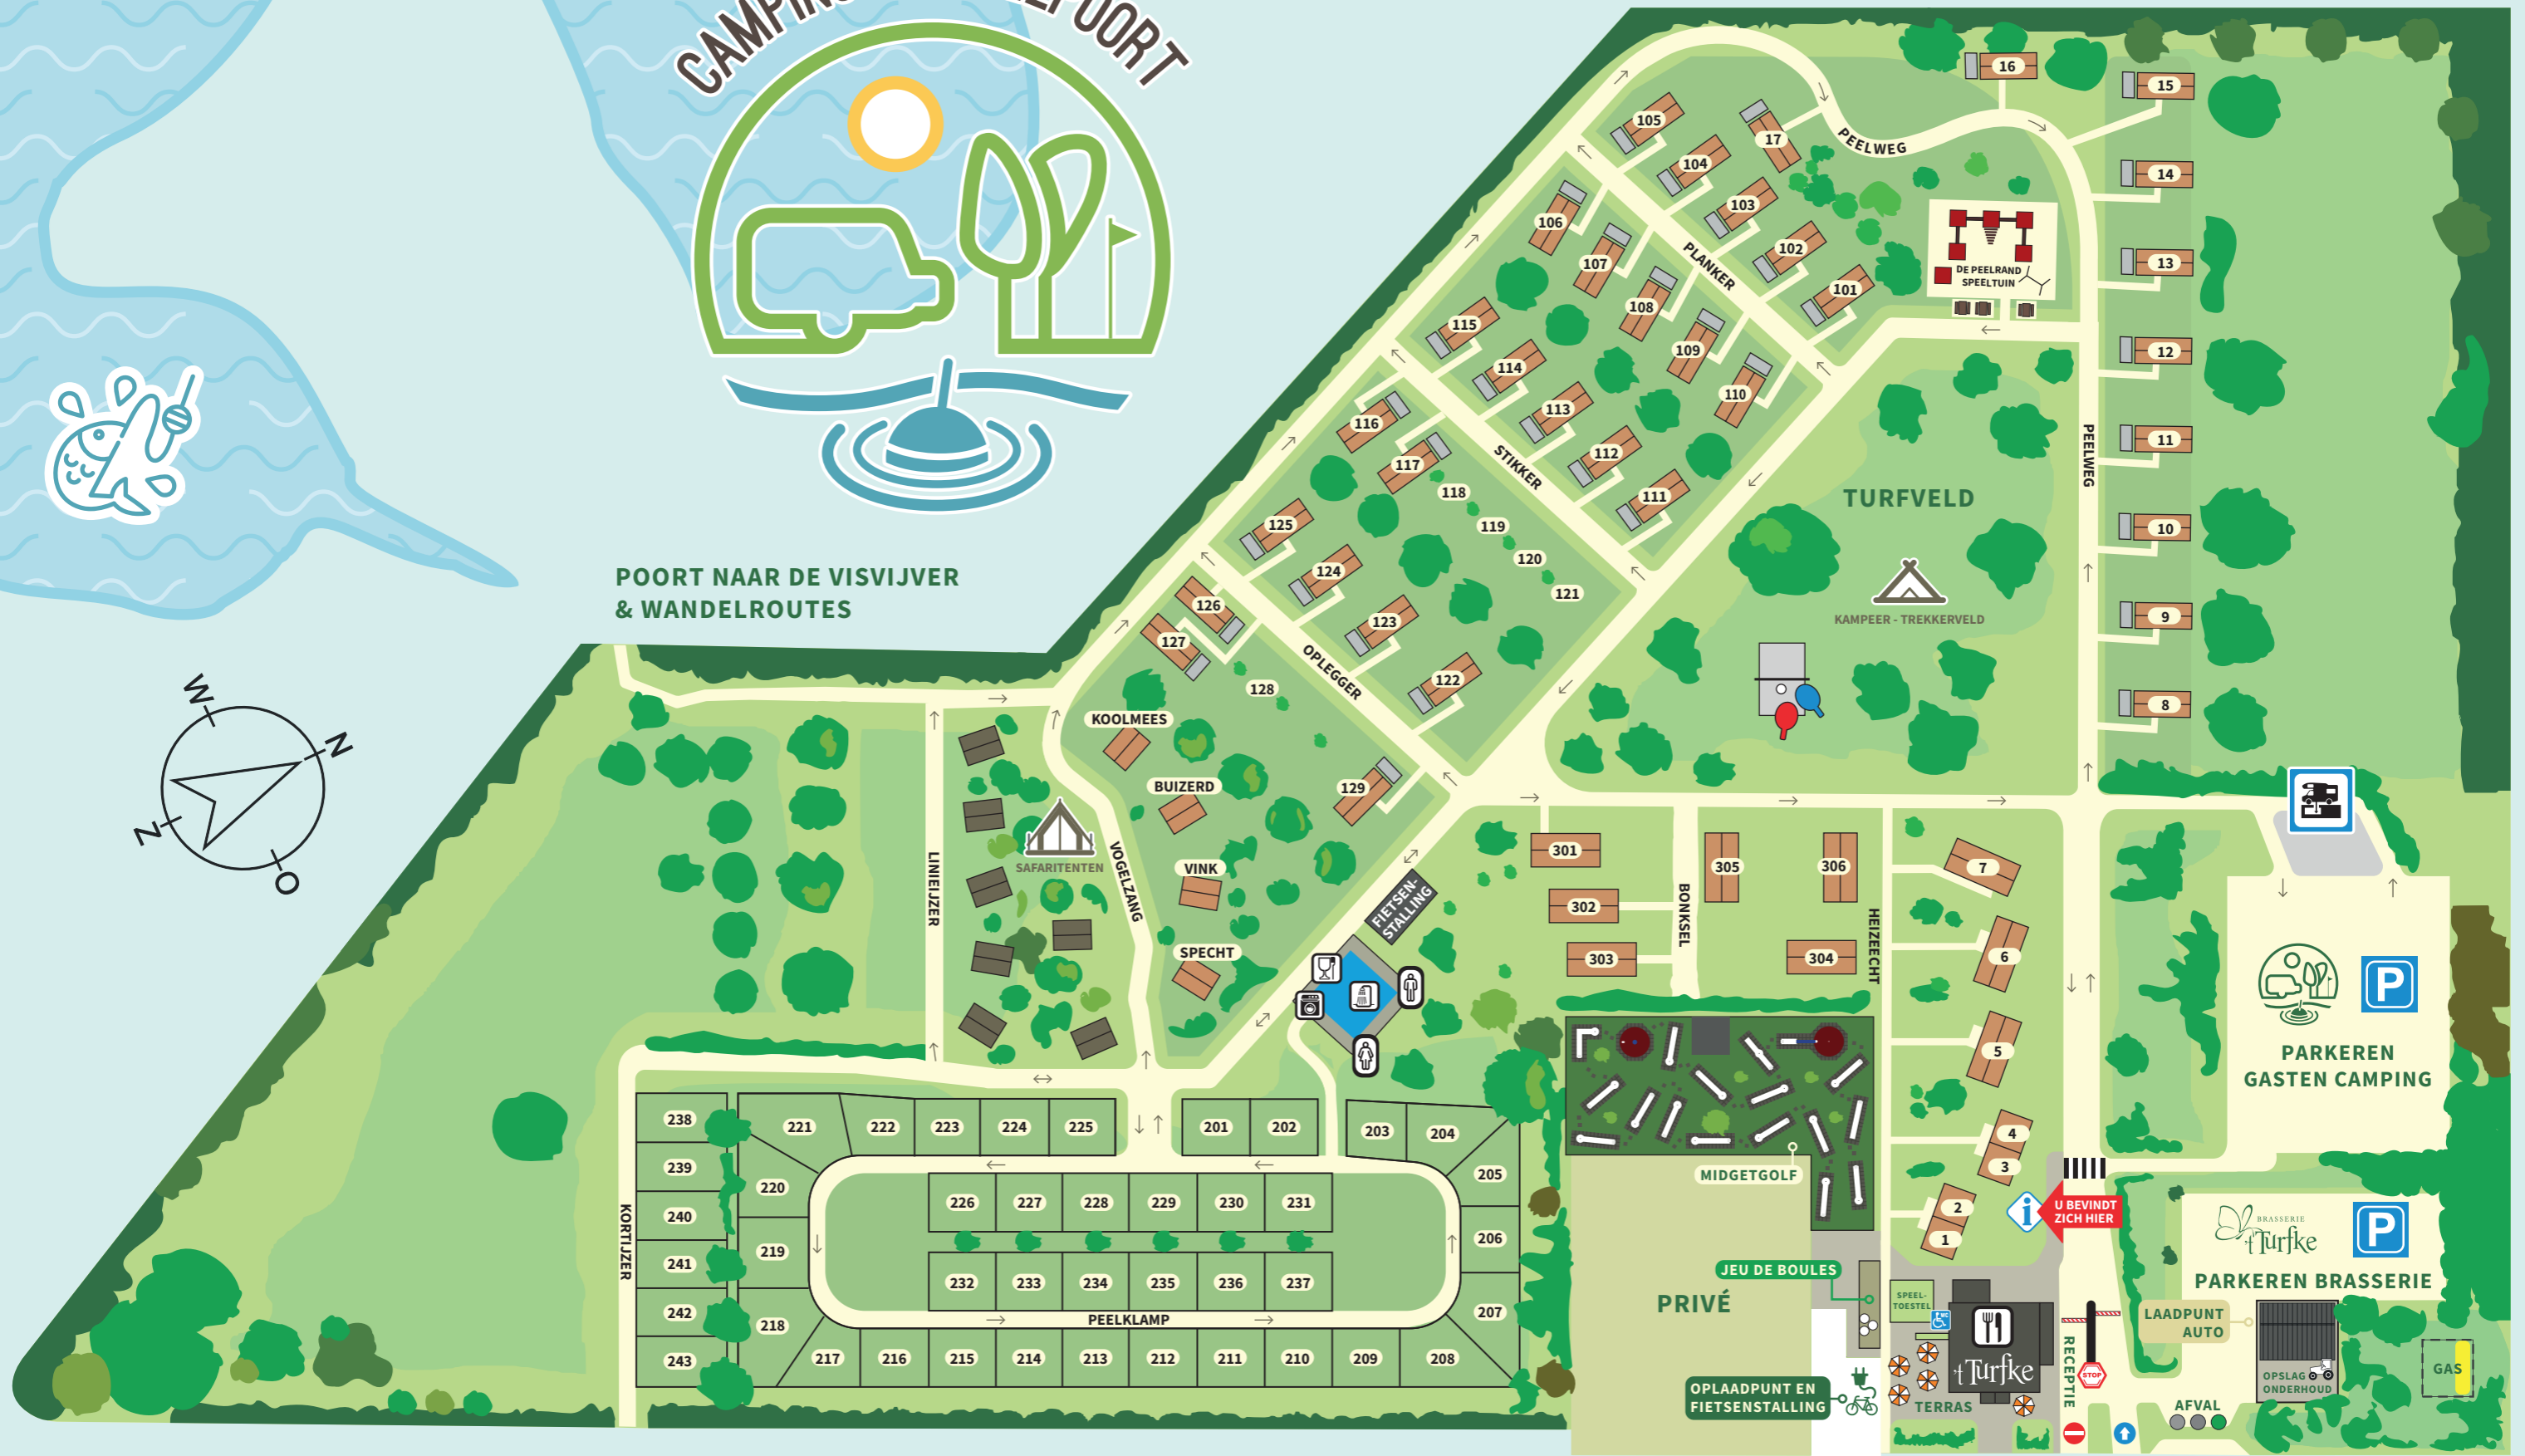 CAMPING
POORT
POORT NAAR DE VISVIJVER
& WANDELROUTES
W
N
Z
O
105
104
103
102
101
17
16
15
14
13
12
11
10
9
8
PEELWEG
PLANKER
DE PEELRAND
SPEELTUIN
106
107
108
109
110
115
114
113
112
111
STIKKER
116
117
118
119
120
121
125
124
123
122
OPLEGGER
126
127
128
129
TURFVELD
KAMPEER - TREKKERVELD
PEELWEG
KOOLMEES
BUIZERD
VINK
SPECHT
SAFARITENTEN
VOGELZANG
LINIEIJZER
FIETSEN-
STALLING
301
302
303
305
306
304
BONKSEL
HEIZEECHT
7
6
5
4
3
2
1
P
PARKEREN
GASTEN CAMPING
238
239
240
241
242
243
KORTIJZER
221
222
223
224
225
201
202
203
204
205
206
207
208
209
210
211
212
213
214
215
216
217
218
219
220
226
227
228
229
230
231
232
233
234
235
236
237
PEELKLAMP
MIDGETGOLF
i
U BEVINDT
ZICH HIER
BRASSERIE
't Turfke
P
PARKEREN BRASSERIE
PRIVÉ
JEU DE BOULES
SPEEL-
TOESTEL
WC
't Turfke
TERRAS
RECEPTIE
STOP
LAADPUNT
AUTO
OPSLAG
ONDERHOUD
GAS
AFVAL
OPLAADPUNT EN
FIETSENSTALLING